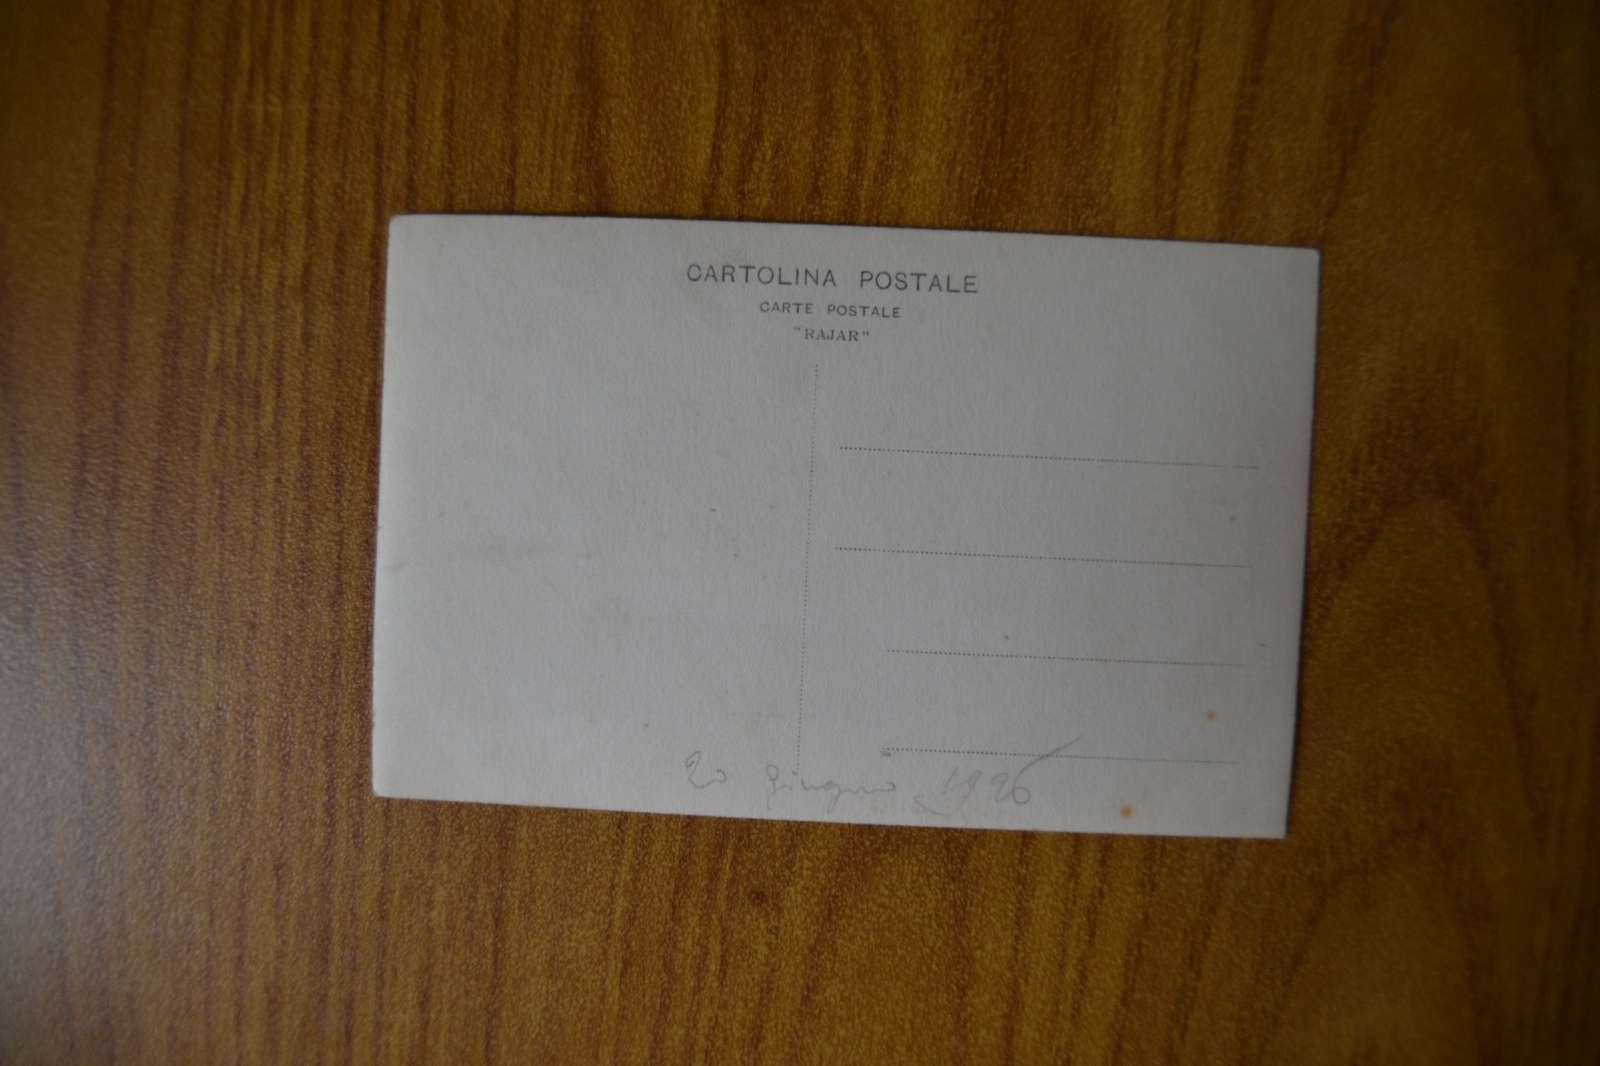 CARTOLINA POSTALE
CARTE POSTALE
"RAJAR"
20 giugno 1926